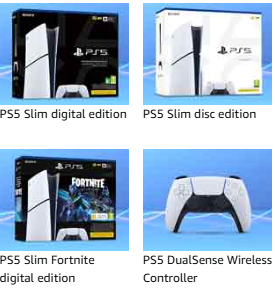 PS5
PS5
PS5 Slim digital edition
PS5 Slim disc edition
PS5
FORTNITE
PS5 Slim Fortnite
digital edition
PS5 DualSense Wireless
Controller